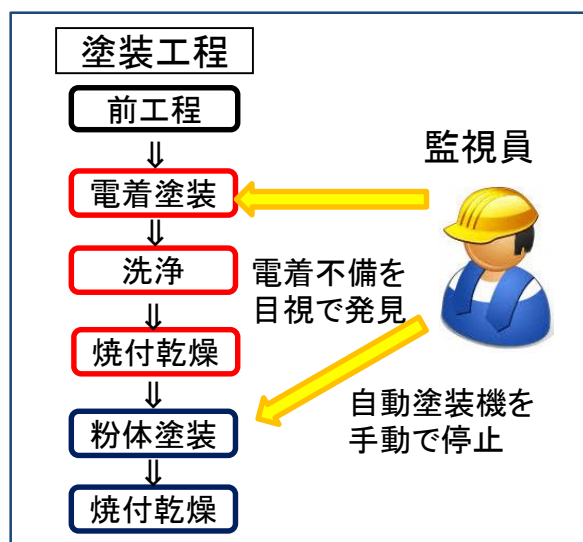 塗装工程
前工程
⇓
電着塗装
⇓
洗浄
⇓
焼付乾燥
⇓
粉体塗装
⇓
焼付乾燥
監視員
電着不備を
目視で発見
自動塗装機を
手動で停止